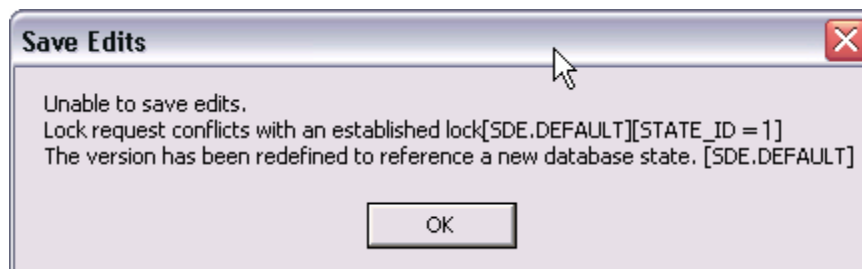 Save Edits
Unable to save edits.
Lock request conflicts with an established lock[SDE.DEFAULT][STATE_ID = 1]
The version has been redefined to reference a new database state. [SDE.DEFAULT]
OK